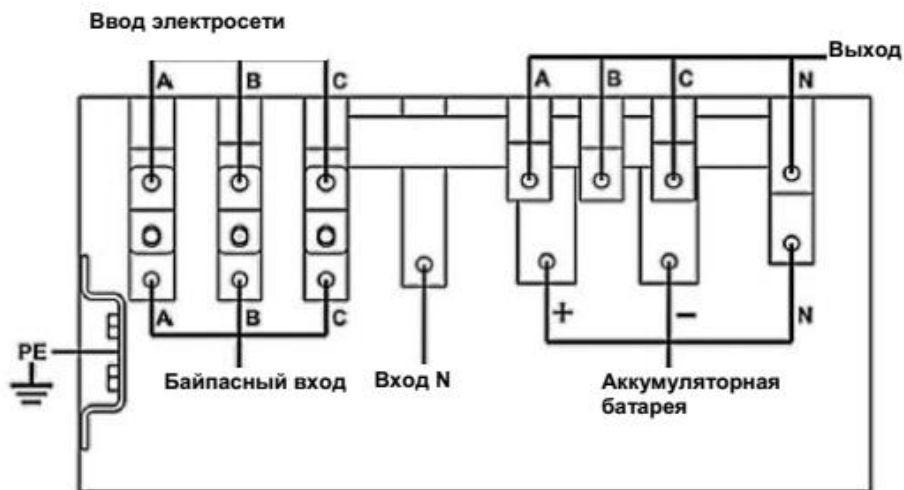 Ввод электросети
Выход
A B C A B C N
A B C + – N
PE
Байпасный вход Вход N Аккумуляторная
батарея